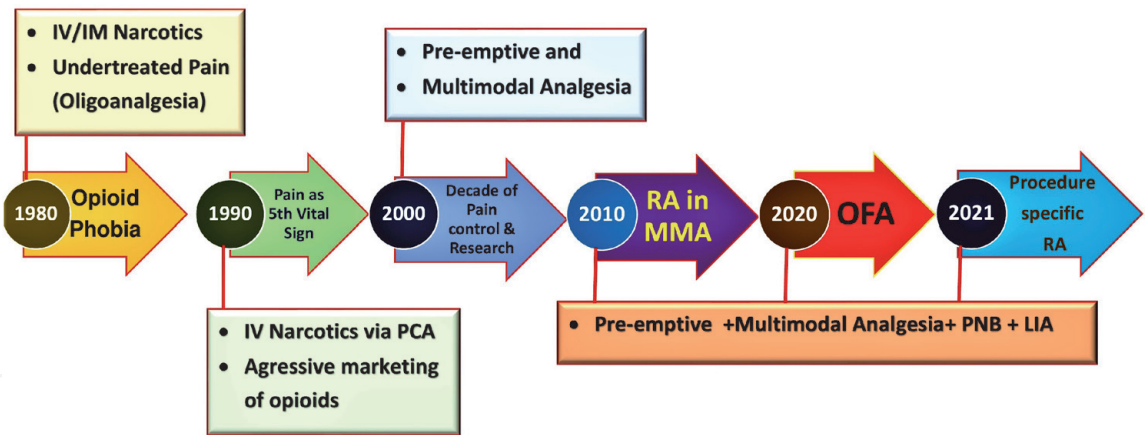 • IV/IM Narcotics
• Undertreated Pain
(Oligoanalgesia)
• Pre-emptive and
• Multimodal Analgesia
1980
Opioid
Phobia
1990
Pain as
5th Vital
Sign
2000
Decade of
Pain
control &
Research
2010
RA in
MMA
2020
OFA
2021
Procedure
specific
RA
• IV Narcotics via PCA
• Agressive marketing
of opioids
• Pre-emptive +Multimodal Analgesia+ PNB + LIA